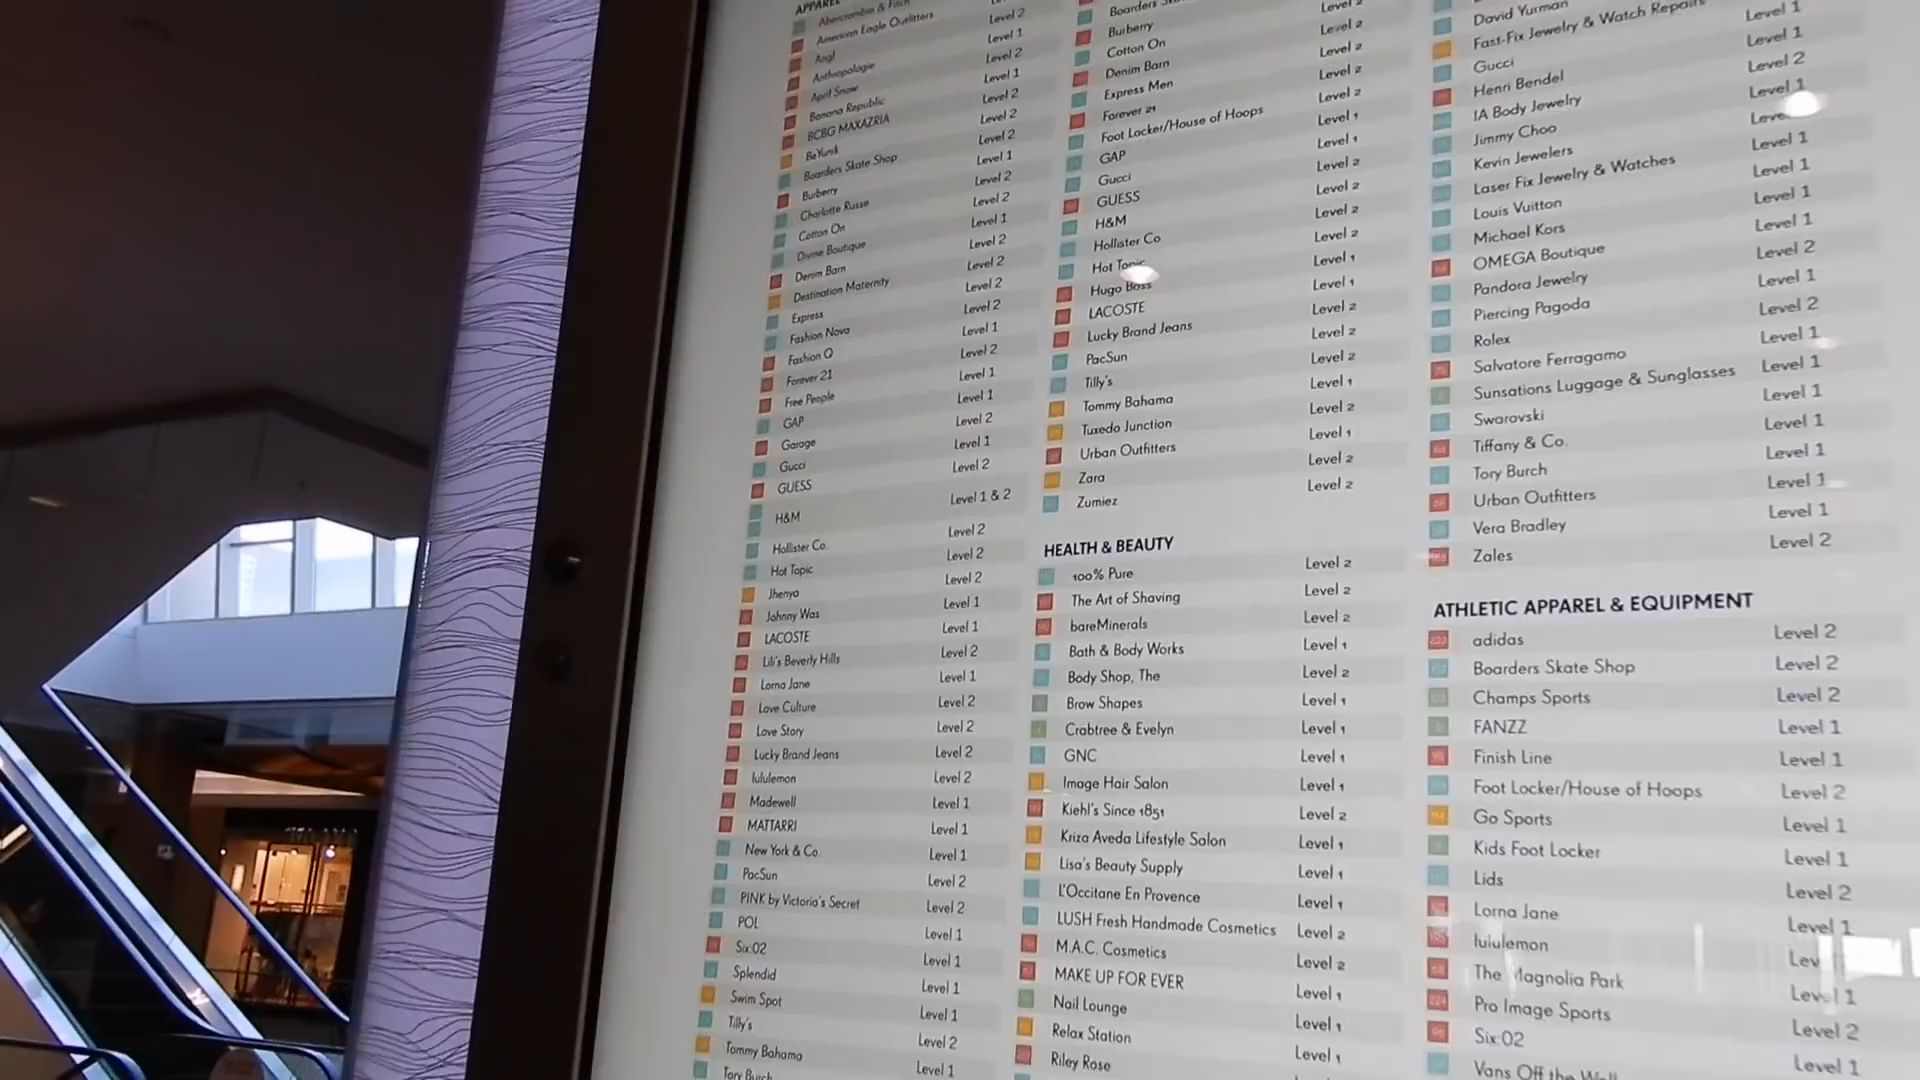 APPAREL
Abercrombie & Fitch
American Eagle Outfitters
Angl Level 2
Anthropologie Level 1
April Snow Level 2
Banana Republic Level 1
BCBG MAXAZRIA Level 2
BeYunik Level 2
Boarders Skate Shop Level 2
Burberry Level 1
Charlotte Russe Level 2
Cotton On Level 2
Divine Boutique Level 1
Denim Barn Level 2
Destination Maternity Level 2
Express Level 2
Fashion Nova Level 2
Fashion Q Level 1
Forever 21 Level 2
Free People Level 1
GAP Level 1
Garage Level 2
Gucci Level 1
GUESS Level 2
H&M Level 1 & 2
Hollister Co. Level 2
Hot Topic Level 2
Jhenya Level 2
Johnny Was Level 1
LACOSTE Level 1
Lili's Beverly Hills Level 2
Lorna Jane Level 1
Love Culture Level 2
Love Story Level 2
Lucky Brand Jeans Level 2
lululemon Level 2
Madewell Level 1
MATTARRI Level 1
New York & Co. Level 1
PacSun Level 2
PINK by Victoria's Secret Level 2
POL Level 1
Six:02 Level 1
Splendid Level 1
Swim Spot Level 1
Tilly's Level 2
Tommy Bahama Level 1
Tory Burch
Boarders
Burberry
Cotton On Level 2
Denim Barn Level 2
Express Men Level 2
Forever 21 Level 2
Foot Locker/House of Hoops Level 2
GAP Level 1
Gucci Level 1
GUESS Level 2
H&M Level 2
Hollister Co Level 2
Hot Topic Level 2
Hugo Boss Level 1
LACOSTE Level 1
Lucky Brand Jeans Level 2
PacSun Level 2
Tilly's Level 2
Tommy Bahama Level 1
Tuxedo Junction Level 2
Urban Outfitters Level 1
Zara Level 2
Zumiez Level 2
HEALTH & BEAUTY
100% Pure Level 2
The Art of Shaving Level 2
bareMinerals Level 2
Bath & Body Works Level 1
Body Shop, The Level 2
Brow Shapes Level 1
Crabtree & Evelyn Level 1
GNC Level 1
Image Hair Salon Level 1
Kiehl's Since 1851 Level 2
Kriza Aveda Lifestyle Salon Level 1
Lisa's Beauty Supply Level 1
L'Occitane En Provence Level 1
LUSH Fresh Handmade Cosmetics Level 2
M.A.C. Cosmetics Level 2
MAKE UP FOR EVER Level 1
Nail Lounge Level 1
Relax Station Level 1
Riley Rose
David Yurman
Fast-Fix Jewelry & Watch Repairs
Gucci Level 1
Henri Bendel Level 1
IA Body Jewelry Level 2
Jimmy Choo Level 1
Kevin Jewelers Leve
Laser Fix Jewelry & Watches Level 1
Louis Vuitton Level 1
Michael Kors Level 1
OMEGA Boutique Level 1
Pandora Jewelry Level 2
Piercing Pagoda Level 1
Rolex Level 2
Salvatore Ferragamo Level 1
Sunsations Luggage & Sunglasses Level 1
Swarovski Level 1
Tiffany & Co. Level 1
Tory Burch Level 1
Urban Outfitters Level 1
Vera Bradley Level 1
Zales Level 2
ATHLETIC APPAREL & EQUIPMENT
223 adidas Level 2
Boarders Skate Shop Level 2
Champs Sports Level 2
FANZZ Level 1
Finish Line Level 1
Foot Locker/House of Hoops Level 2
Go Sports Level 1
Kids Foot Locker Level 1
Lids Level 2
Lorna Jane Level 1
lululemon Lev
The Magnolia Park Level 1
224 Pro Image Sports Level 2
Six:02 Level 1
Vans Off the Wall